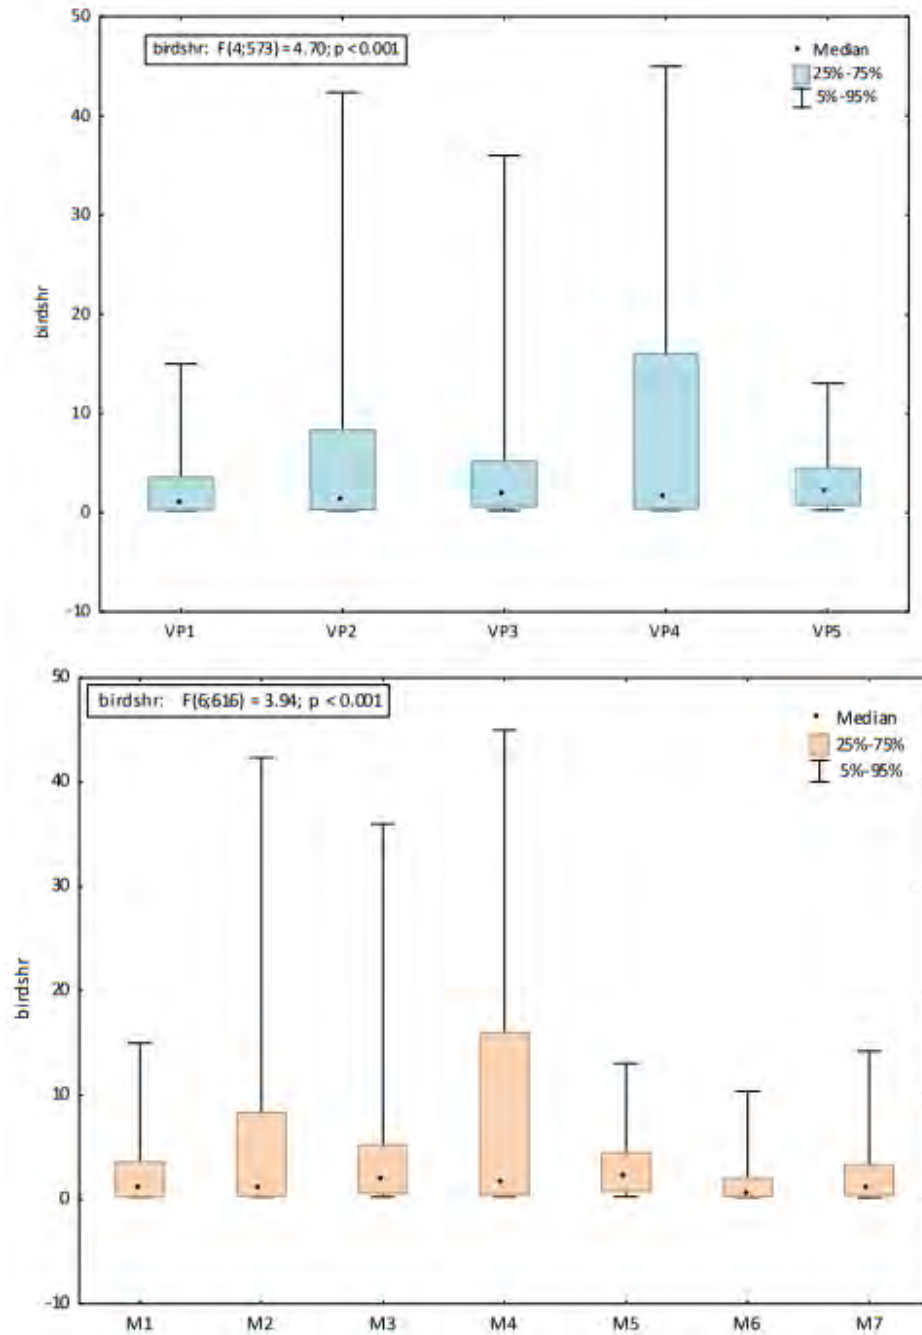 50
birdshr: F(4;573) = 4.70; p < 0.001
Median
25%-75%
5%-95%
40
30
20
10
0
-10
birdshr
VP1 VP2 VP3 VP4 VP5
50
birdshr: F(6;616) = 3.94; p < 0.001
Median
25%-75%
5%-95%
40
30
20
10
0
-10
birdshr
M1 M2 M3 M4 M5 M6 M7